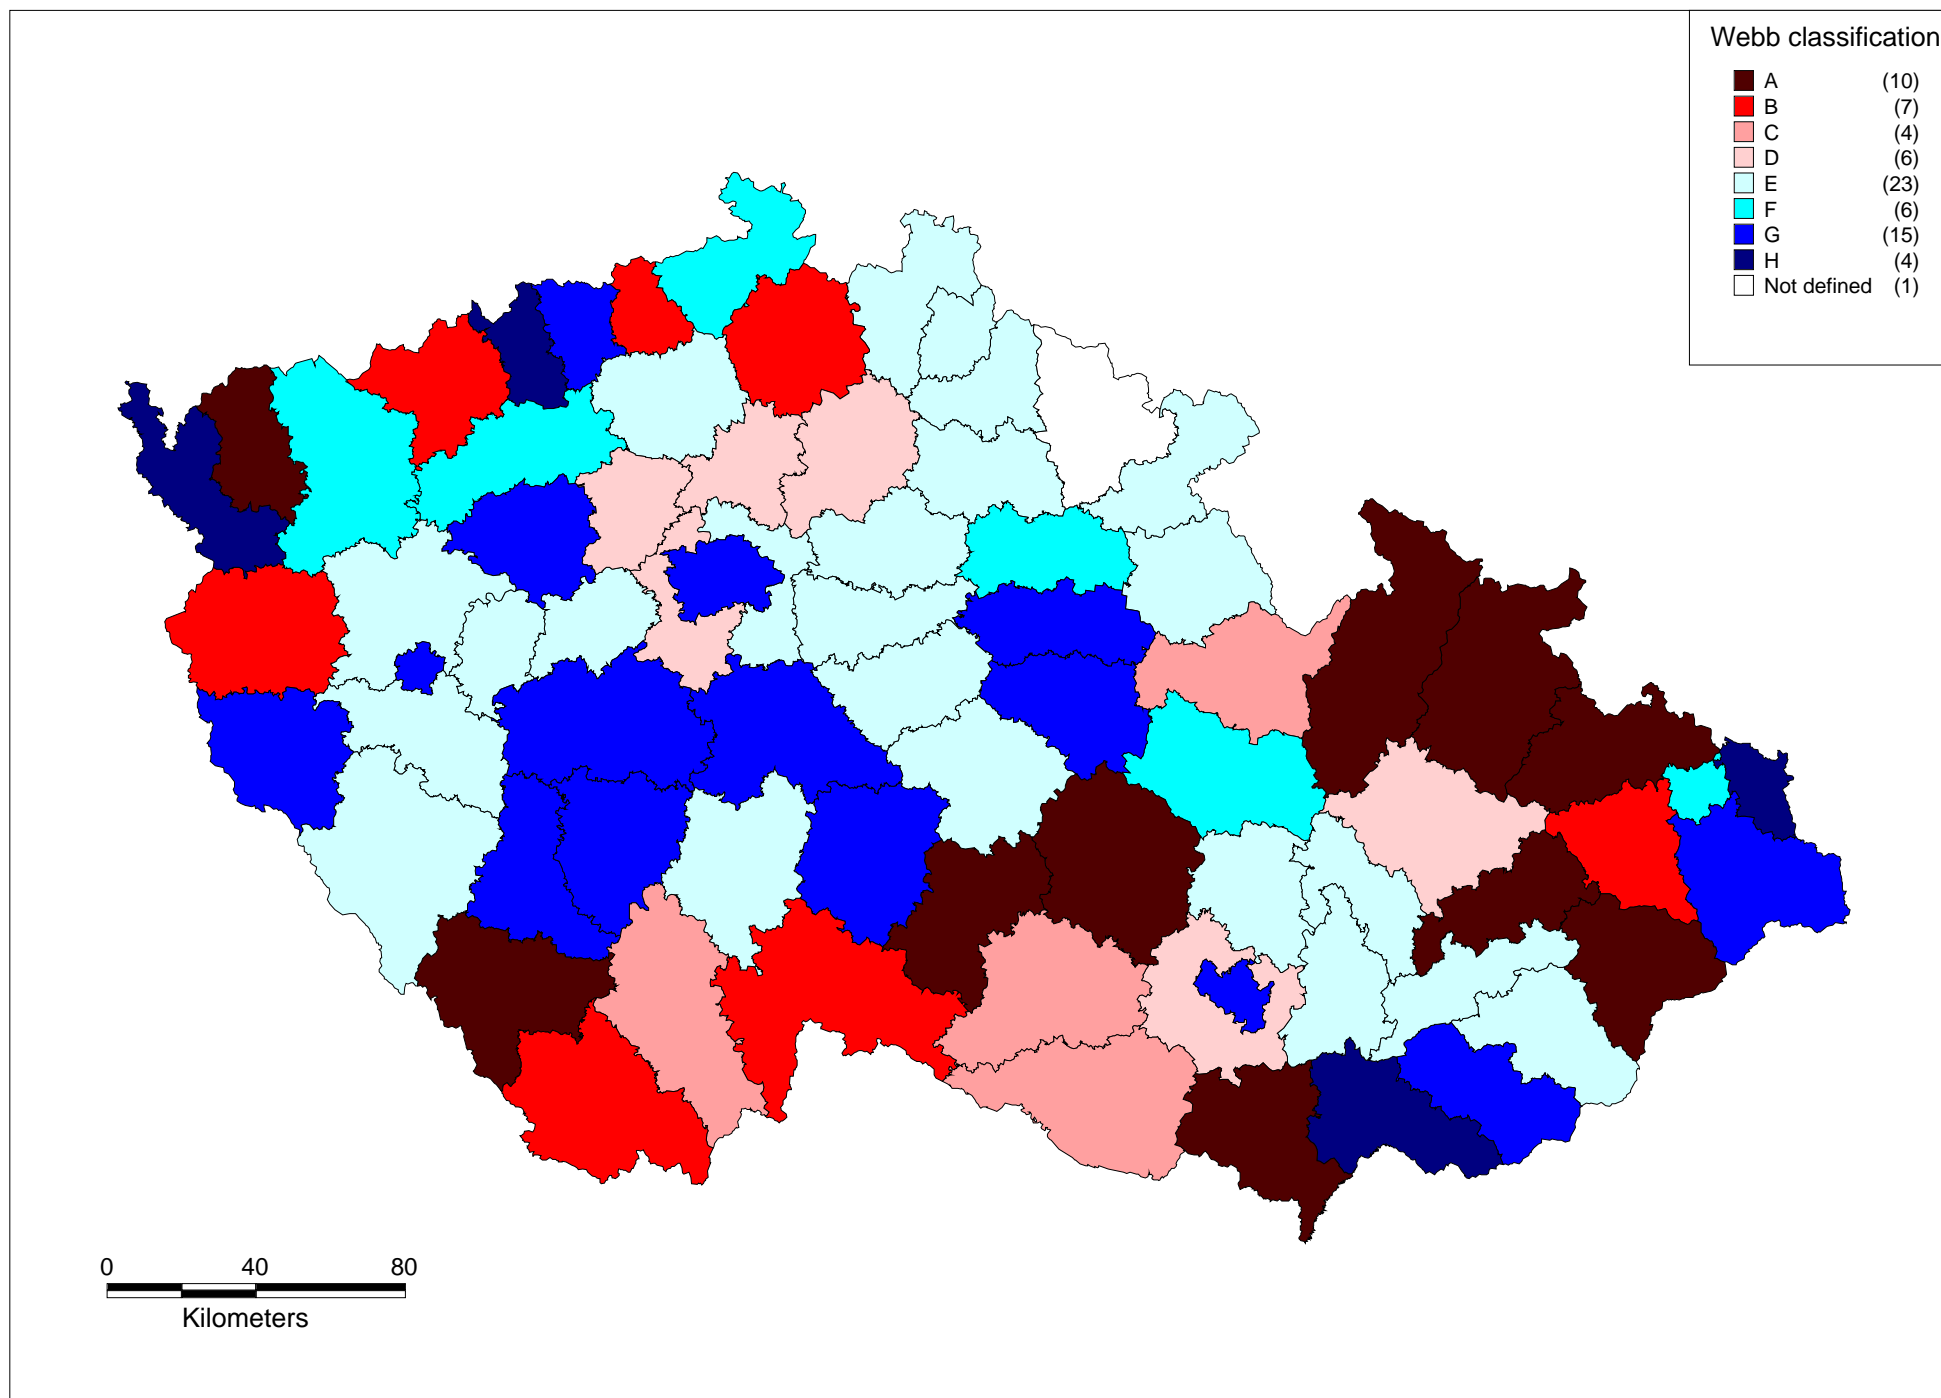 Webb classification
A (10)
B (7)
C (4)
D (6)
E (23)
F (6)
G (15)
H (4)
Not defined (1)
0 40 80
Kilometers